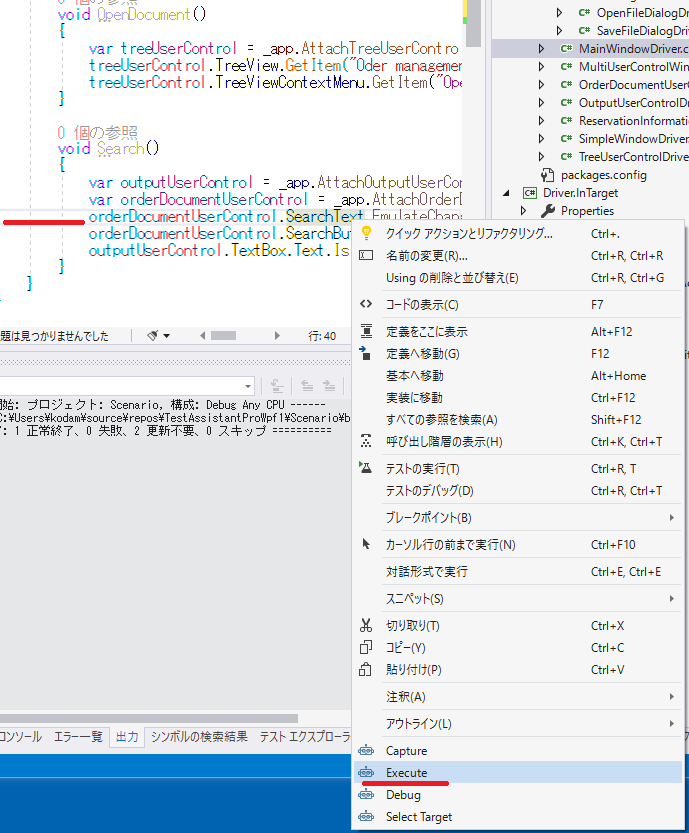 0 個の参照
void OpenDocument()
{
var treeUserControl = _app.AttachTreeUserContro
treeUserControl.TreeView.GetItem("Oder managemen
treeUserControl.TreeViewContextMenu.GetItem("Ope
}
0 個の参照
void Search()
{
var outputUserControl = _app.AttachOutputUserCon
var orderDocumentUserControl = _app.AttachOrderD
orderDocumentUserControl.SearchText.EmulateChang
orderDocumentUserControl.SearchBut
outputUserControl.TextBox.Text.Is
}
}
題は見つかりませんでした
行: 40
開始: プロジェクト: Scenario, 構成: Debug Any CPU ------
C:¥Users¥kodam¥source¥repos¥TestAssistantProWpf1¥Scenario¥b
: 1 正常終了、0 失敗、2 更新不要、0 スキップ ==========
コンソール エラー一覧 出力 シンボルの検索結果 テスト エクスプローラ
C# OpenFileDialogDr
C# SaveFileDialogDr
C# MainWindowDriver.c
C# MultiUserControlWin
C# OrderDocumentUser
C# OutputUserControlD
C# ReservationInformati
C# SimpleWindowDriver.
C# TreeUserControlDrive
packages.config
C# Driver.InTarget
Properties
クイック アクションとリファクタリング... Ctrl+.
名前の変更(R)... Ctrl+R, Ctrl+R
Using の削除と並び替え(E) Ctrl+R, Ctrl+G
コードの表示(C) F7
定義をここに表示 Alt+F12
定義へ移動(G) F12
基本へ移動 Alt+Home
実装に移動 Ctrl+F12
すべての参照を検索(A) Shift+F12
呼び出し階層の表示(H) Ctrl+K, Ctrl+T
テストの実行(T) Ctrl+R, T
テストのデバッグ(D) Ctrl+R, Ctrl+T
ブレークポイント(B)
カーソル行の前まで実行(N) Ctrl+F10
対話形式で実行 Ctrl+E, Ctrl+E
スニペット(S)
切り取り(T) Ctrl+X
コピー(Y) Ctrl+C
貼り付け(P) Ctrl+V
注釈(A)
アウトライン(L)
Capture
Execute
Debug
Select Target